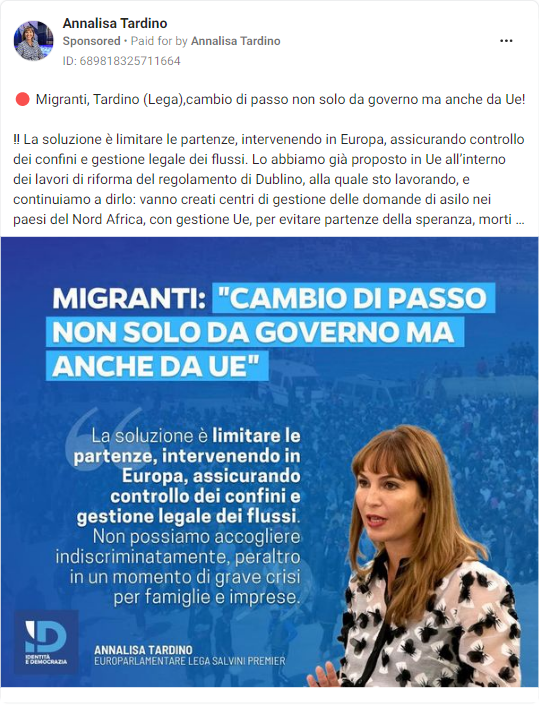 Annalisa Tardino
Sponsored • Paid for by Annalisa Tardino
ID: 689818325711664
🔴 Migranti, Tardino (Lega),cambio di passo non solo da governo ma anche da Ue!
‼ La soluzione è limitare le partenze, intervenendo in Europa, assicurando controllo
dei confini e gestione legale dei flussi. Lo abbiamo già proposto in Ue all’interno
dei lavori di riforma del regolamento di Dublino, alla quale sto lavorando, e
continuiamo a dirlo: vanno creati centri di gestione delle domande di asilo nei
paesi del Nord Africa, con gestione Ue, per evitare partenze della speranza, morti ...
MIGRANTI: "CAMBIO DI PASSO
NON SOLO DA GOVERNO MA
ANCHE DA UE"
La soluzione è limitare le
partenze, intervenendo in
Europa, assicurando
controllo dei confini e
gestione legale dei flussi.
Non possiamo accogliere
indiscriminatamente, peraltro
in un momento di grave crisi
per famiglie e imprese.
ID
IDENTITÀ
E DEMOCRAZIA
ANNALISA TARDINO
EUROPARLAMENTARE LEGA SALVINI PREMIER